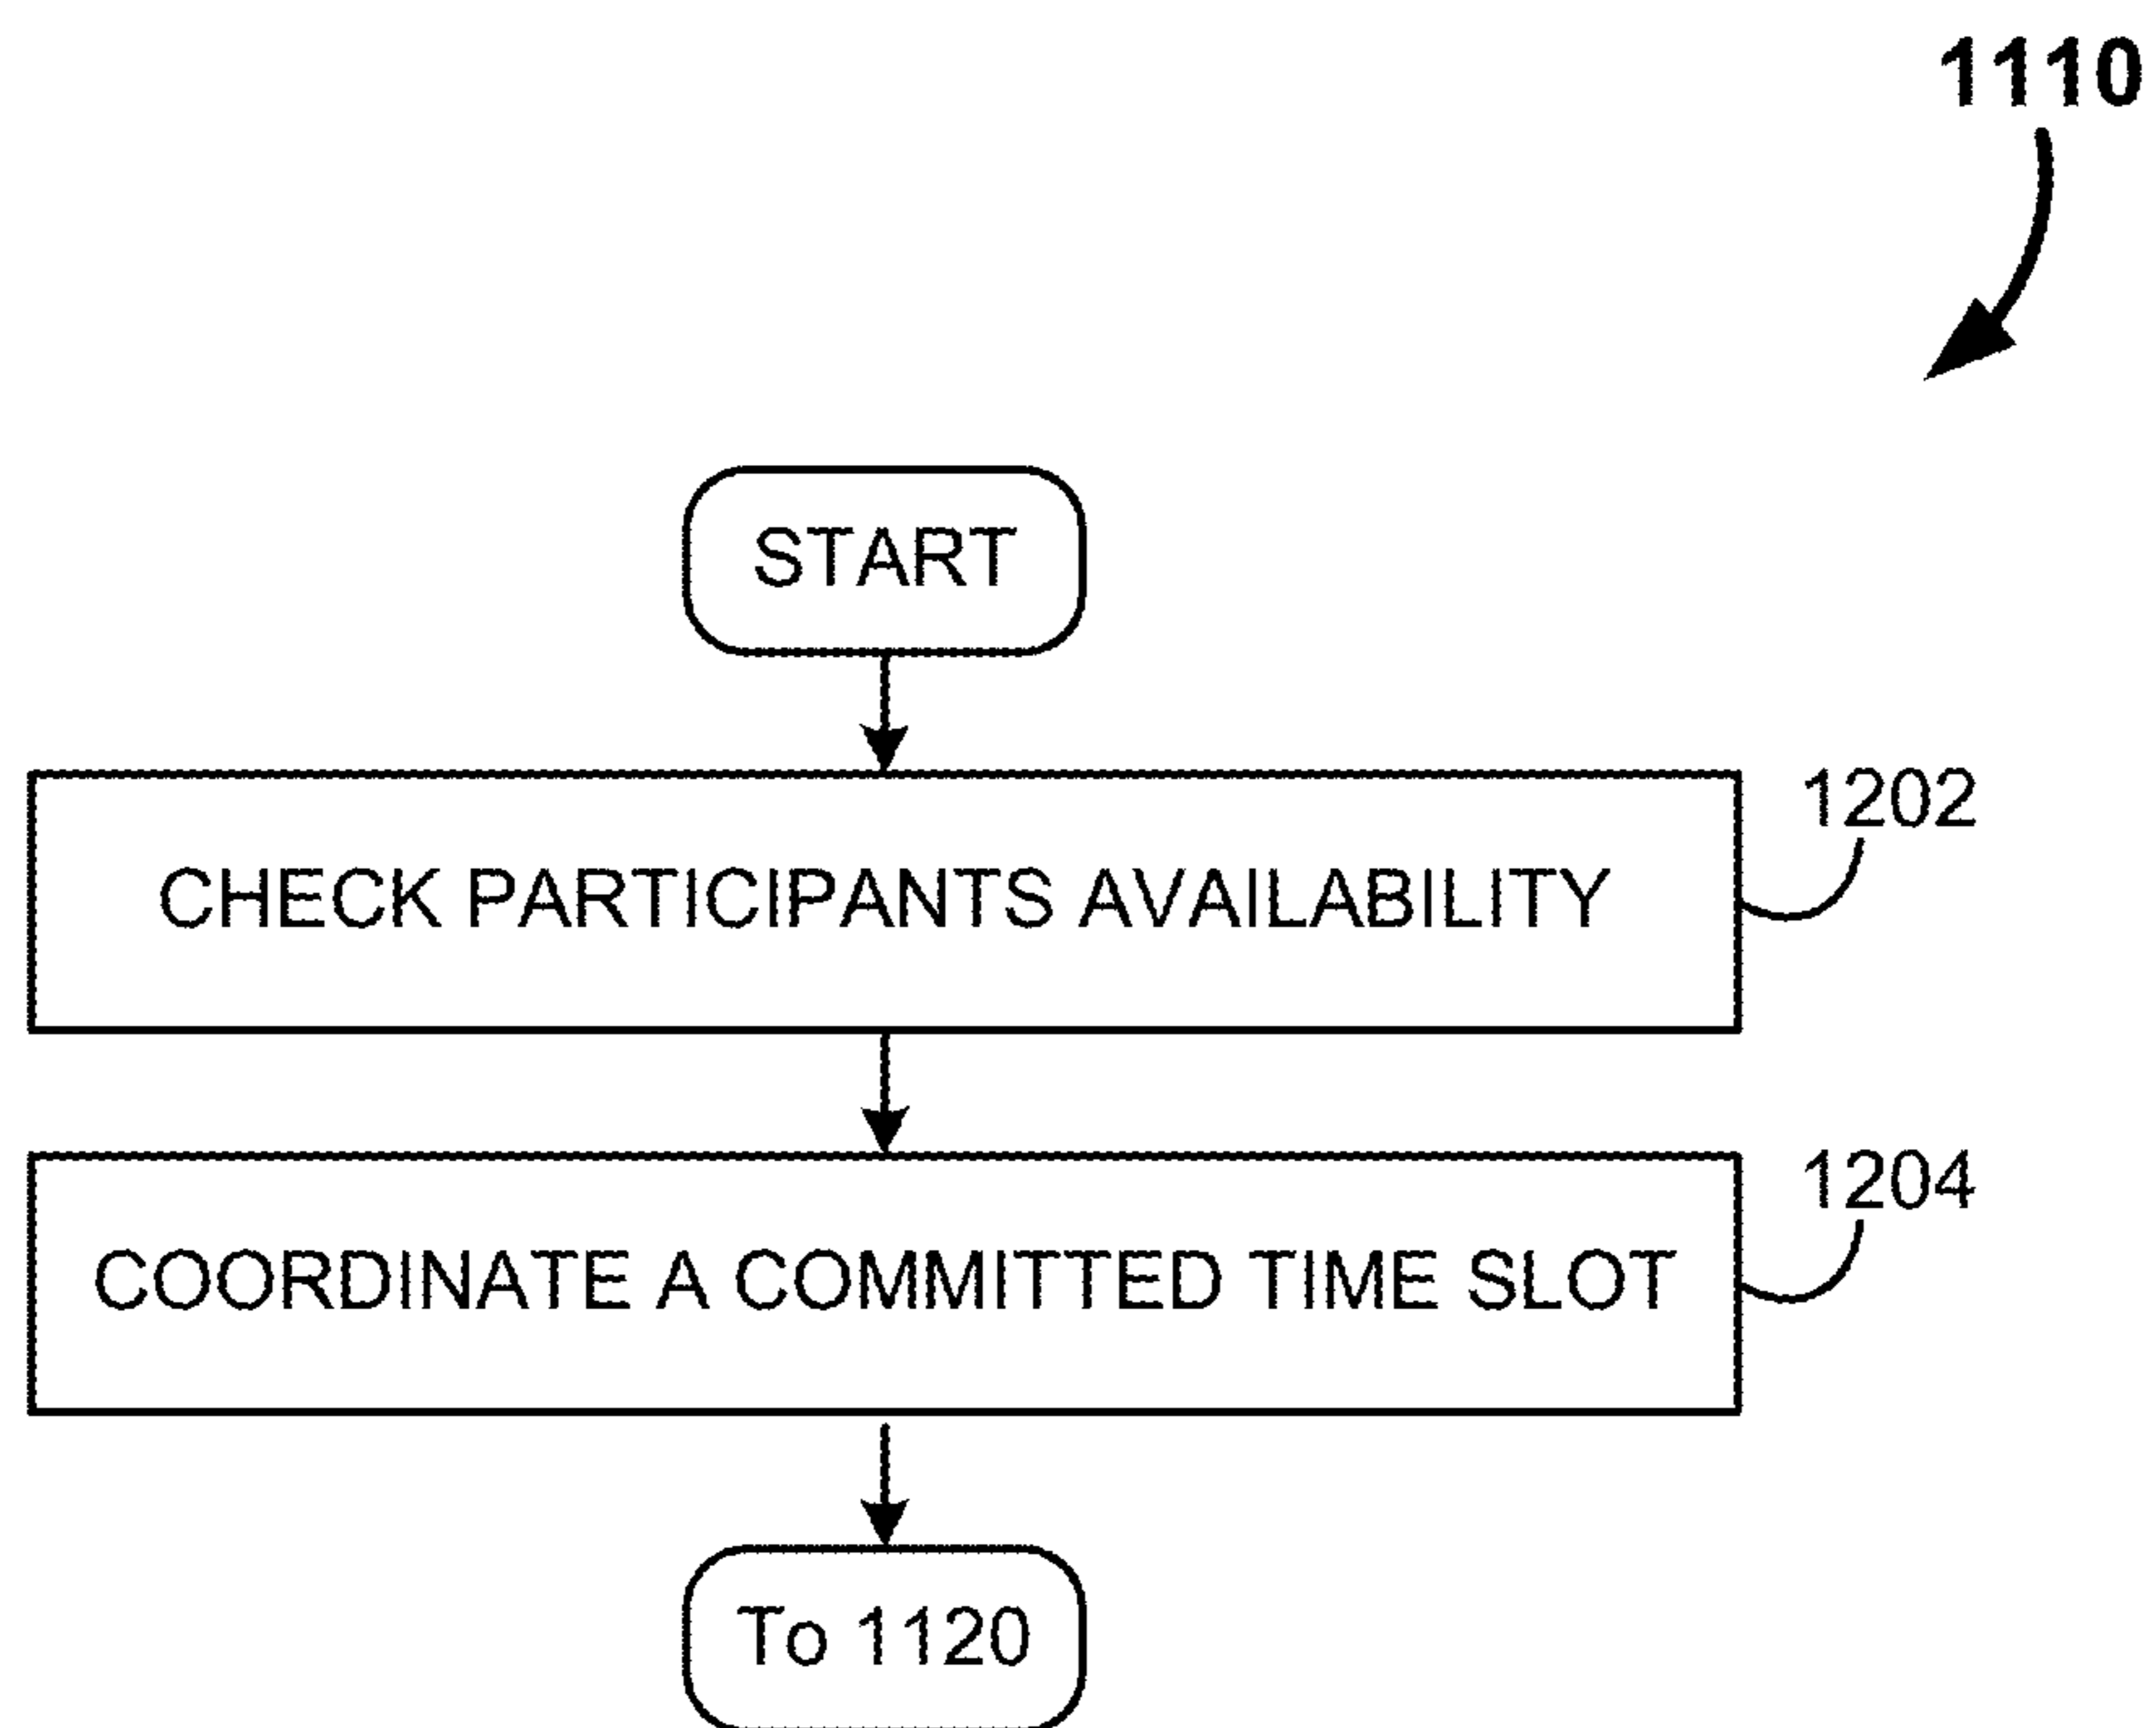 1110
START
1202
CHECK PARTICIPANTS AVAILABILITY
1204
COORDINATE A COMMITTED TIME SLOT
To 1120